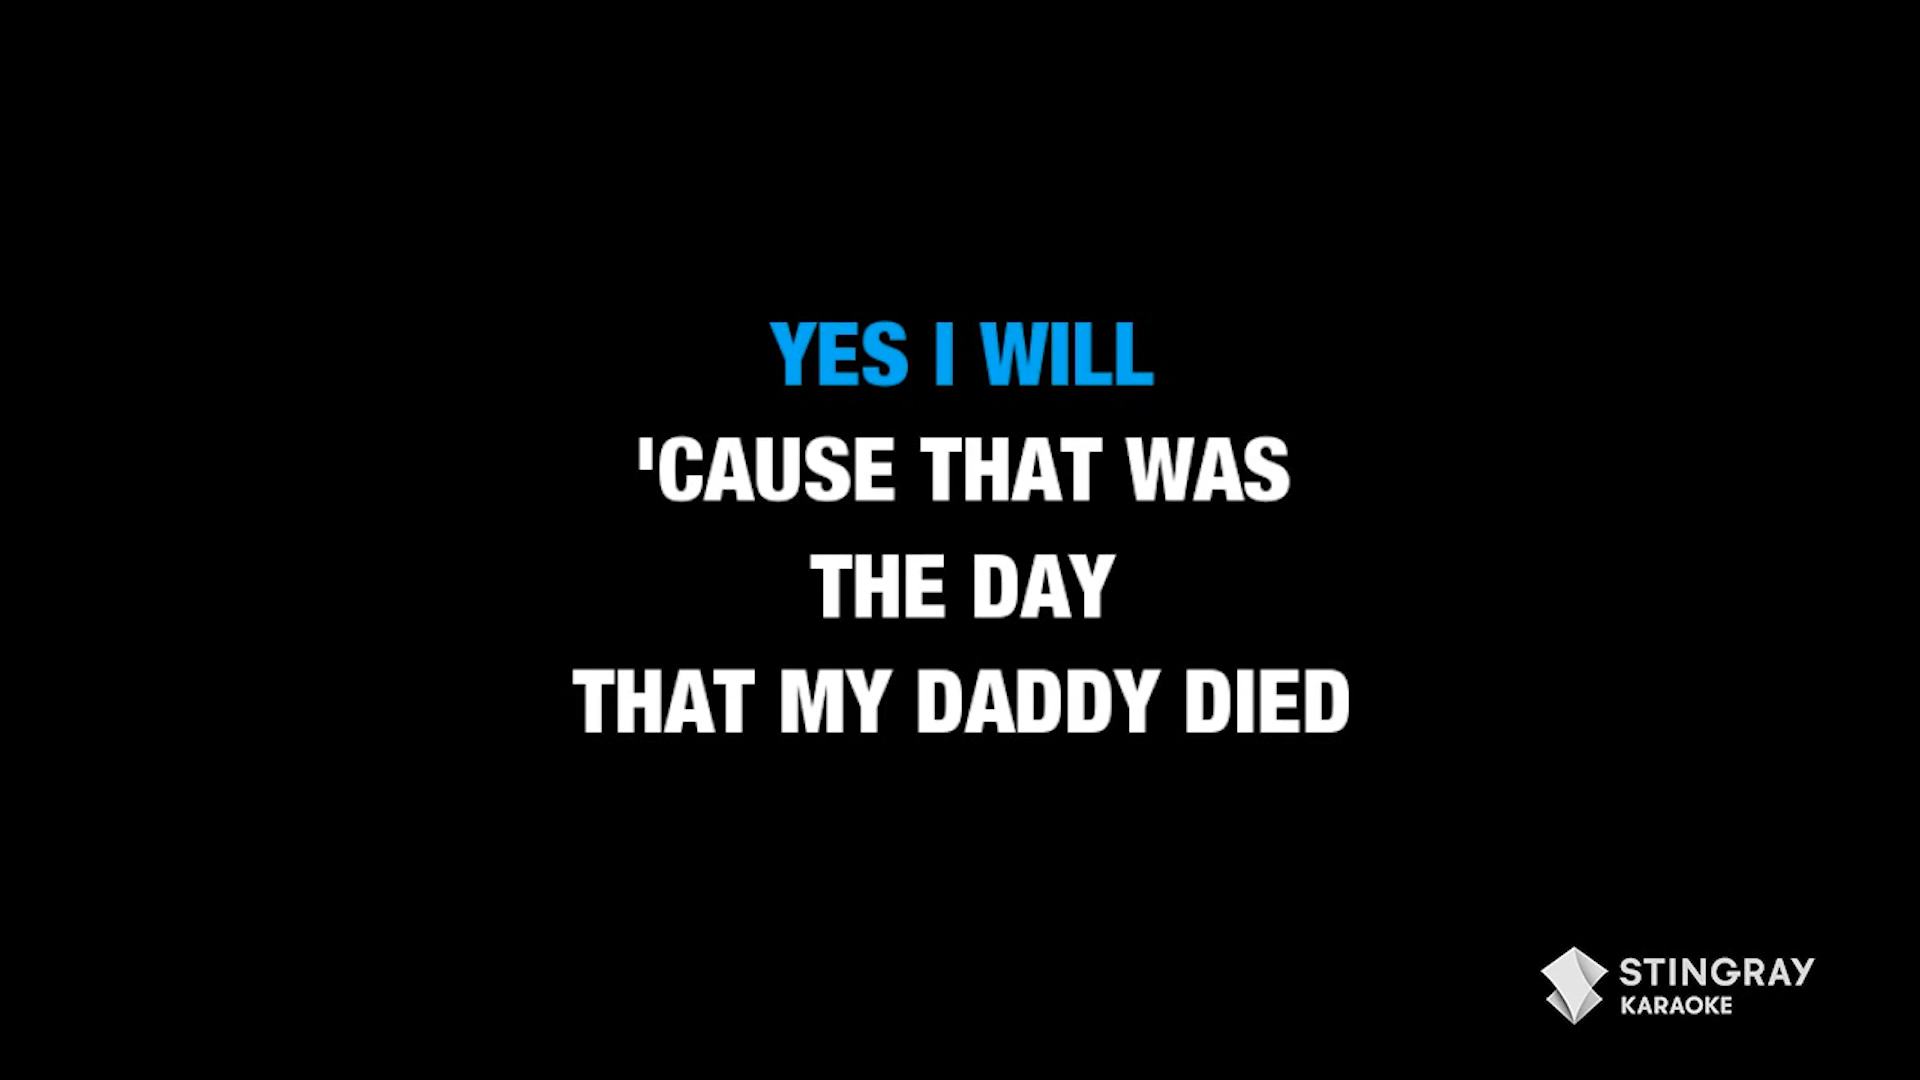 YES I WILL
'CAUSE THAT WAS
THE DAY
THAT MY DADDY DIED
STINGRAY
KARAOKE